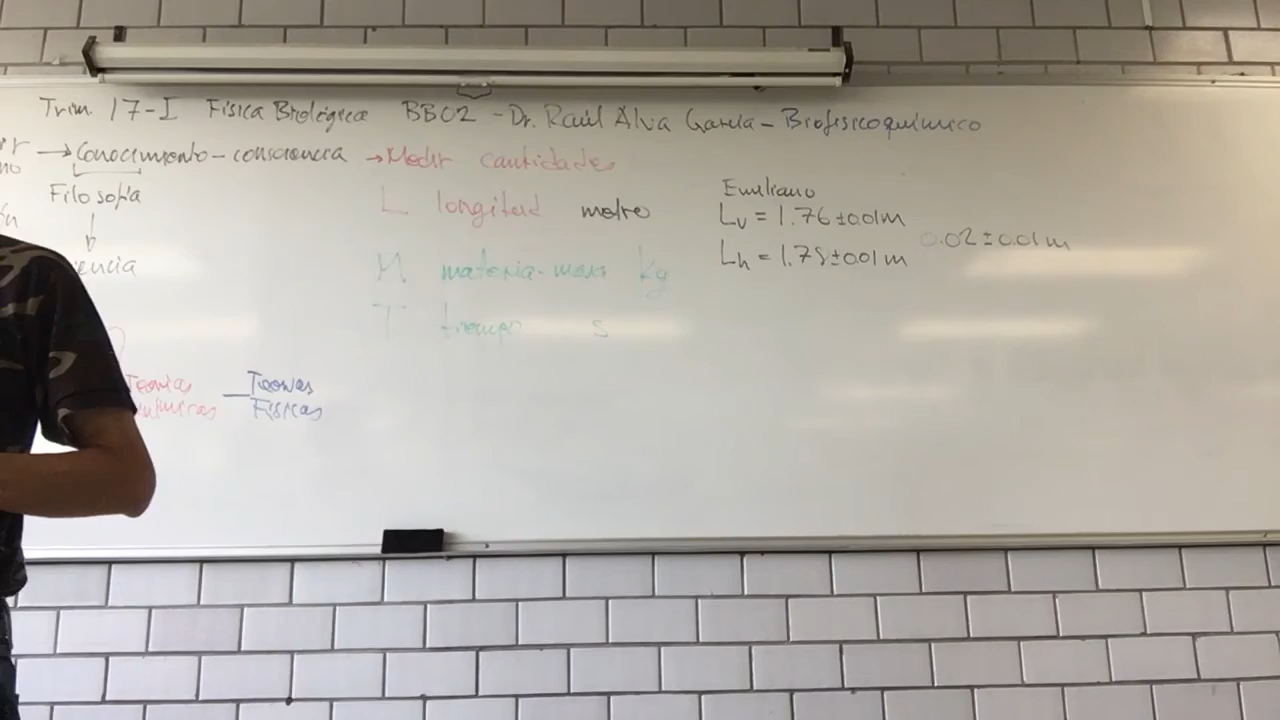 Trim. 17-I Física Biológica BB02 - Dr. Raúl Alva García - Biofisicoquímico
→ Conocimiento - consciencia → Medir cantidades
Filosofía
encia
L longitud metro
M materia-masa kg
T tiempo s
Emiliano
Lv = 1.76 ± 0.01 m
Lh = 1.78 ± 0.01 m
0.02 ± 0.01 m
Teorías
Teorías
Físicas